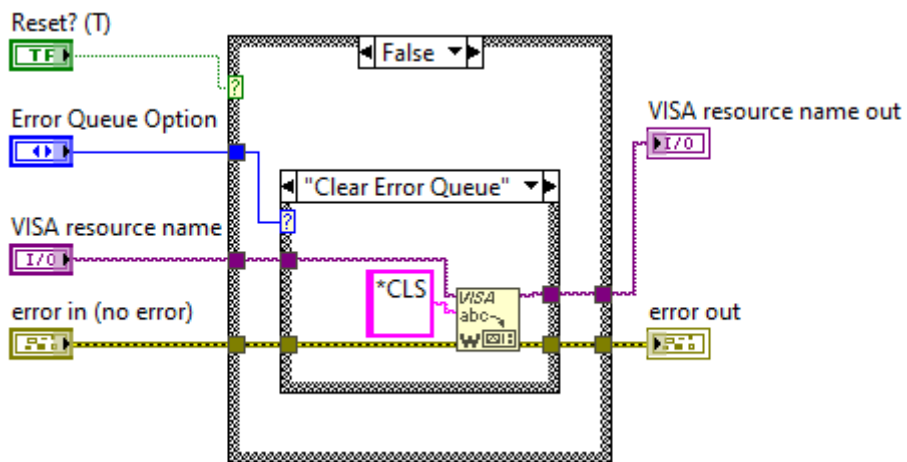 Reset? (T)
TF
False
?
Error Queue Option
VISA resource name out
I/O
"Clear Error Queue"
?
VISA resource name
I/O
*CLS
VISA
abc
W
error in (no error)
error out